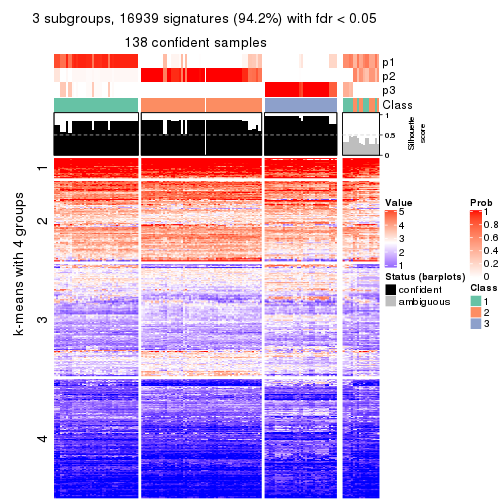 3 subgroups, 16939 signatures (94.2%) with fdr < 0.05
138 confident samples
p1
p2
p3
Class
1
0.5
0
Silhouette
score
k-means with 4 groups
1
2
3
4
Value
5
4
3
2
1
Status (barplots)
confident
ambiguous
Prob
1
0.8
0.6
0.4
0.2
0
Class
1
2
3